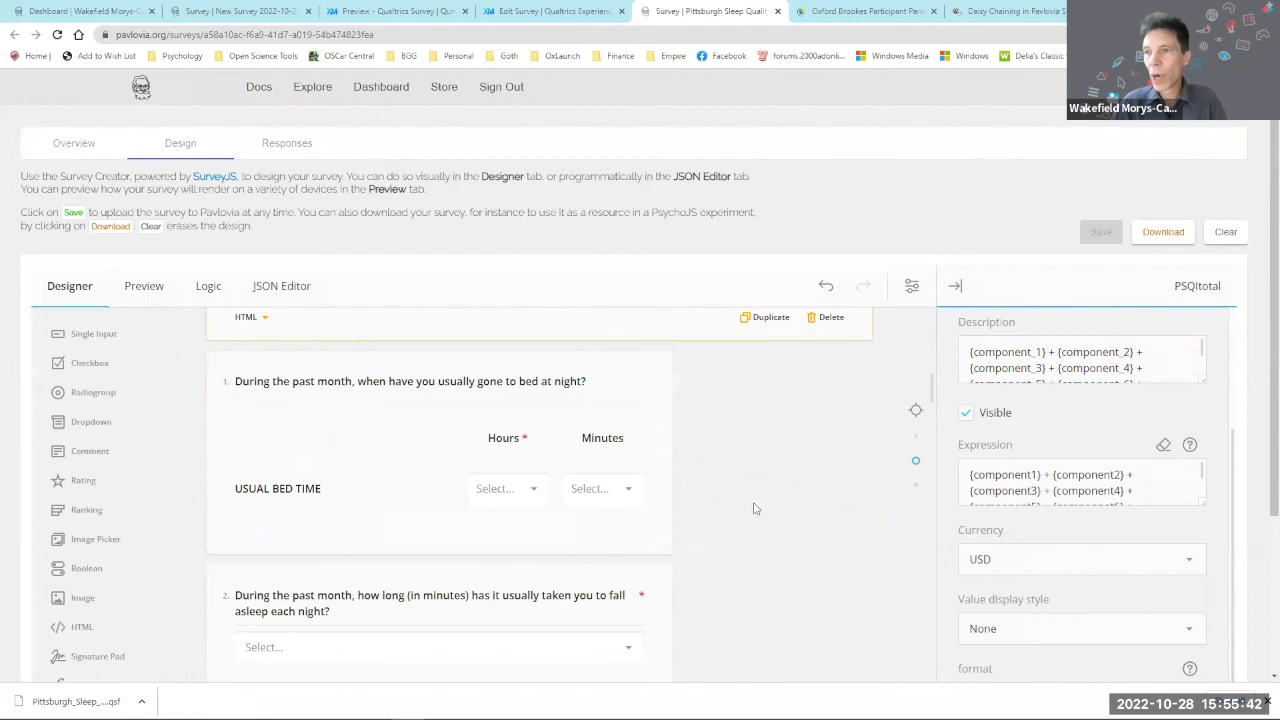 Dashboard | Wakefield Morys-Ca
Survey | New Survey 2022-10-2
Preview - Qualtrics Survey | Qu
Edit Survey | Qualtrics Experienc
Survey | Pittsburgh Sleep Qualit
Oxford Brookes Participant Pane
Daisy Chaining in Pavlovia S
pavlovia.org/surveys/a58a10ac-f6a9-41d7-a019-54b474823fea
Home |
Add to Wish List
Psychology
Open Science Tools
OSCar Central
BGG
Personal
Goth
OxLaunch
Finance
Empire
Facebook
forums.2000adonli
Windows Media
Windows
Delia's Classic
Wakefield Morys-Ca...
Docs
Explore
Dashboard
Store
Sign Out
Overview
Design
Responses
Use the Survey Creator, powered by SurveyJS, to design your survey. You can do so visually in the Designer tab, or programmatically in the JSON Editor tab.
You can preview how your survey will render on a variety of devices in the Preview tab.
Click on Save to upload the survey to Pavlovia at any time. You can also download your survey, for instance to use it as a resource in a PsychoJS experiment,
by clicking on Download. Clear erases the design.
Save
Download
Clear
Designer
Preview
Logic
JSON Editor
PSQItotal
Single Input
Checkbox
Radiogroup
Dropdown
Comment
Rating
Ranking
Image Picker
Boolean
Image
HTML
Signature Pad
HTML
Duplicate
Delete
1. During the past month, when have you usually gone to bed at night?
Hours *
Minutes
USUAL BED TIME
Select...
Select...
2. During the past month, how long (in minutes) has it usually taken you to fall *
asleep each night?
Select...
Description
{component_1} + {component_2} +
{component_3} + {component_4} +
{component_5} + {component_6} +
Visible
Expression
{component1} + {component2} +
{component3} + {component4} +
{component5} + {component6} +
Currency
USD
Value display style
None
format
Pittsburgh_Sleep_....qsf
2022-10-28 15:55:42